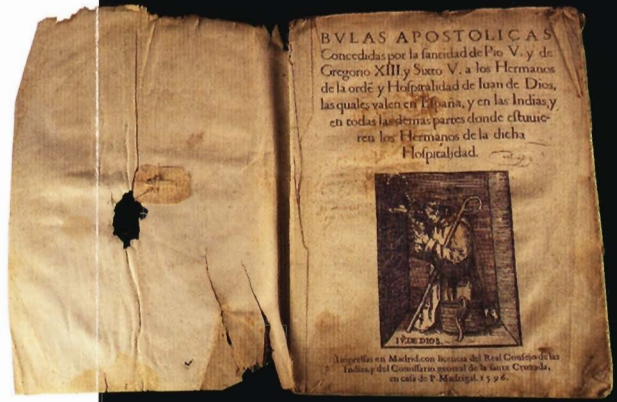 BVLAS APOSTOLICAS
Concedidas por la santidad de Pio V. y de
Gregorio XIII. y Sixto V. a los Hermanos
de la ordē y Hospitalidad de Iuan de Dios,
las quales valen en España, y en las Indias, y
en todas las demas partes donde estuuie-
ren los Hermanos de la dicha
Hospitalidad.
IV. DE DIOS.
Impressas en Madrid, con licencia del Real Consejo de las
Indias, y del Comissario general de la santa Cruzada,
en casa de P. Madrigal. 1596.